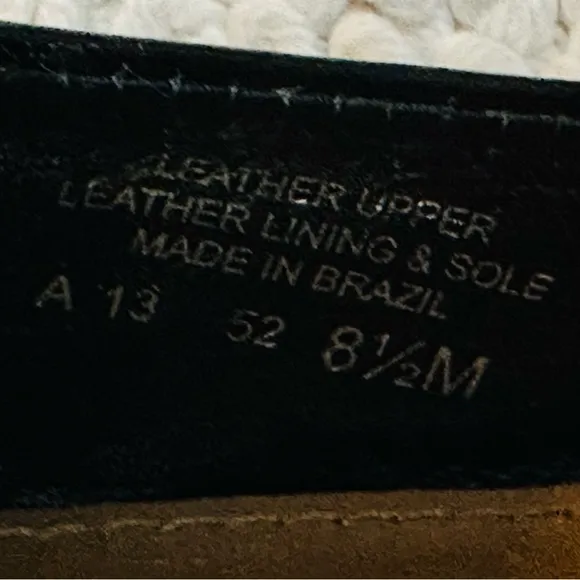 LEATHER UPPER
LEATHER LINING & SOLE
MADE IN BRAZIL
A 13 52 8½M